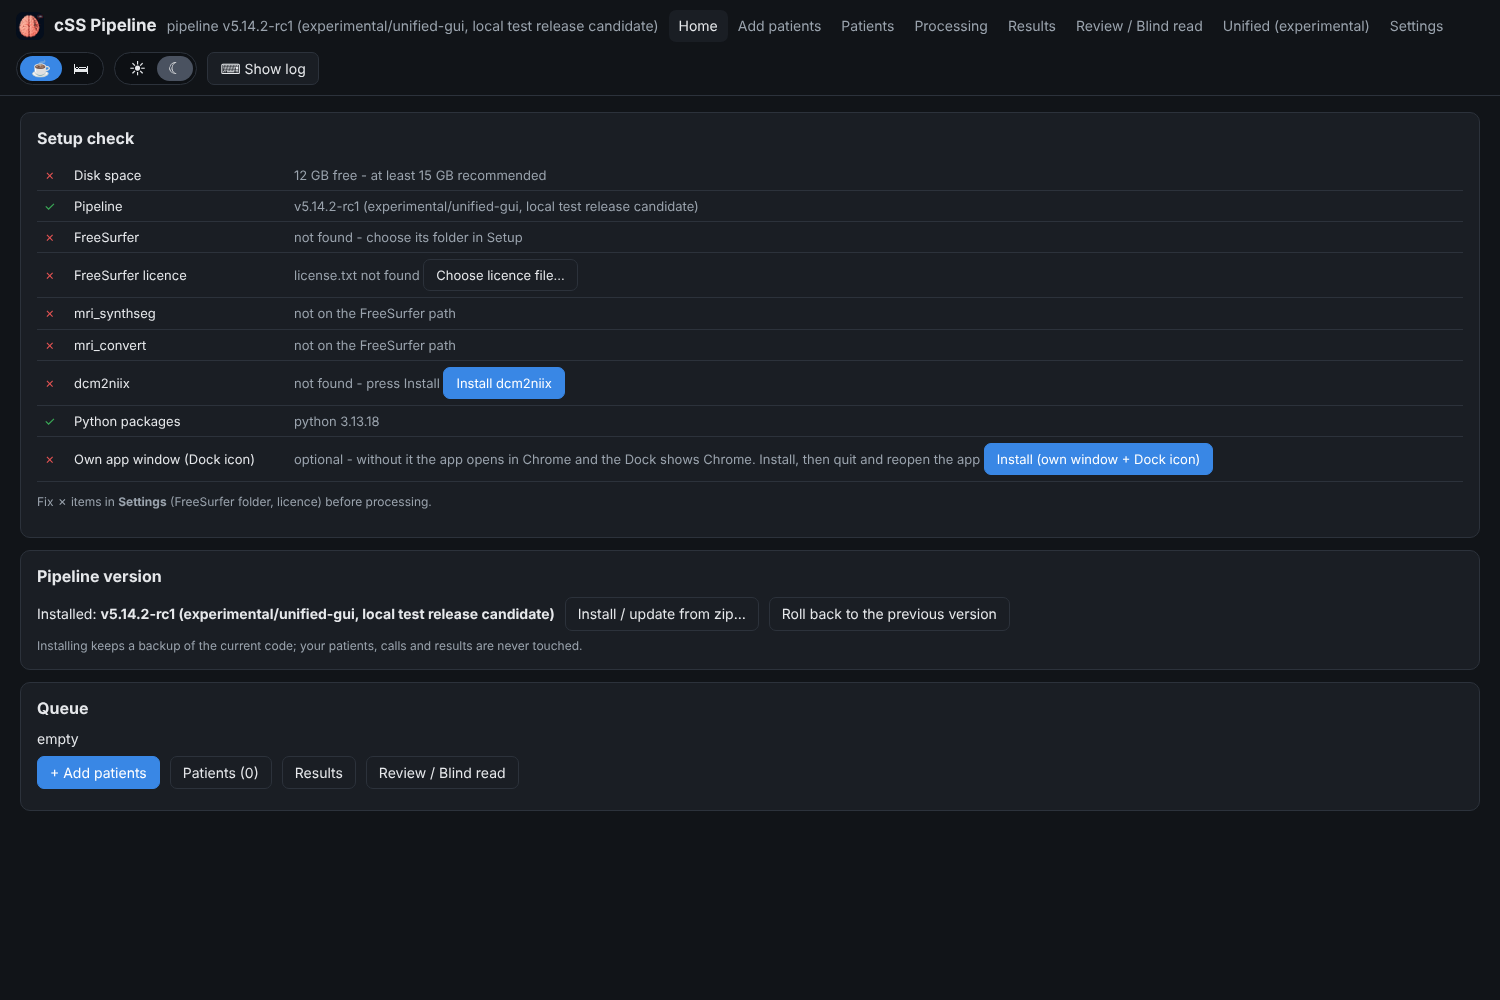 cSS Pipeline pipeline v5.14.2-rc1 (experimental/unified-gui, local test release candidate) Home Add patients Patients Processing Results Review / Blind read Unified (experimental) Settings
Show log
Setup check
× Disk space 12 GB free - at least 15 GB recommended
✓ Pipeline v5.14.2-rc1 (experimental/unified-gui, local test release candidate)
× FreeSurfer not found - choose its folder in Setup
× FreeSurfer licence license.txt not found Choose licence file...
× mri_synthseg not on the FreeSurfer path
× mri_convert not on the FreeSurfer path
× dcm2niix not found - press Install Install dcm2niix
✓ Python packages python 3.13.18
× Own app window (Dock icon) optional - without it the app opens in Chrome and the Dock shows Chrome. Install, then quit and reopen the app Install (own window + Dock icon)
Fix × items in Settings (FreeSurfer folder, licence) before processing.
Pipeline version
Installed: v5.14.2-rc1 (experimental/unified-gui, local test release candidate) Install / update from zip... Roll back to the previous version
Installing keeps a backup of the current code; your patients, calls and results are never touched.
Queue
empty
+ Add patients Patients (0) Results Review / Blind read